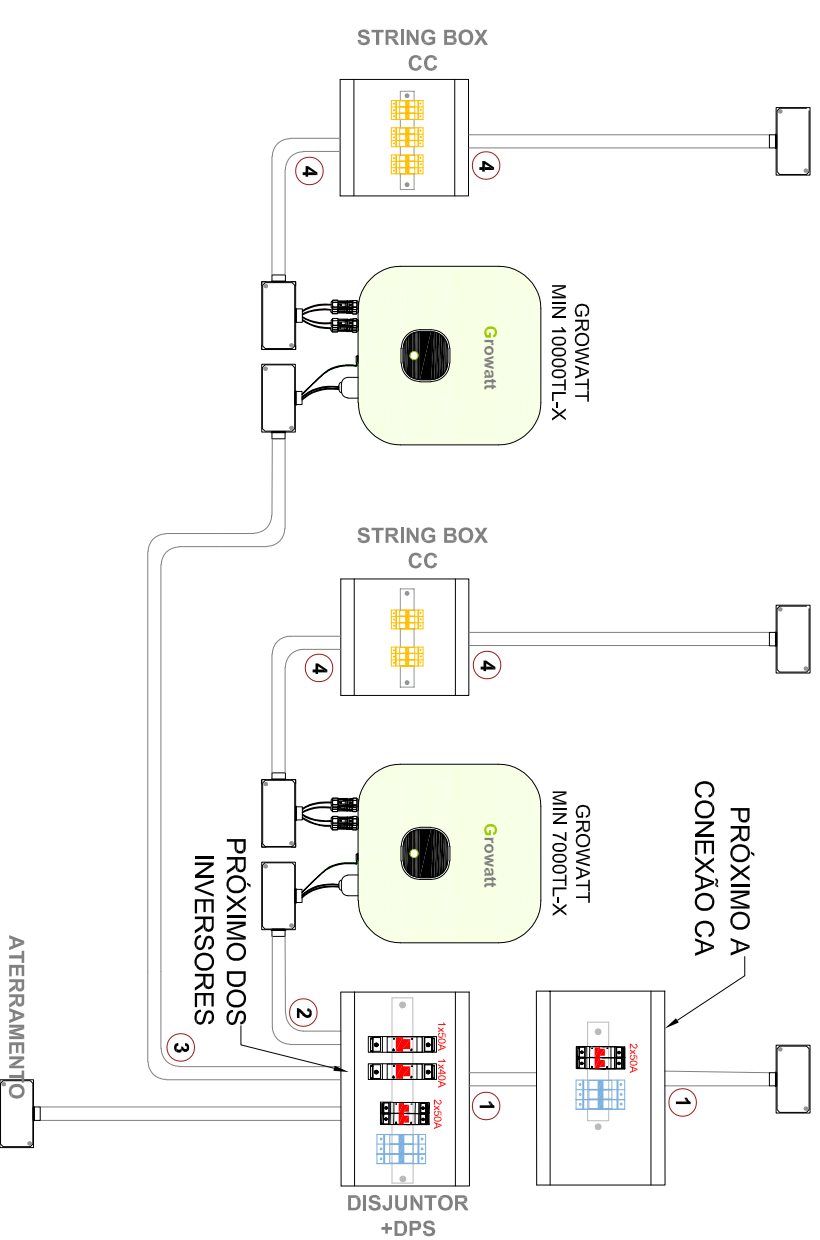 STRING BOX
CC
4
4
GROWATT
MIN 10000TL-X
Growatt
STRING BOX
CC
4
4
GROWATT
MIN 7000TL-X
Growatt
PRÓXIMO A
CONEXÃO CA
PRÓXIMO DOS
INVERSORES
2
3
1
1
1x50A
1x40A
2x50A
2x50A
ATERRAMENTO
DISJUNTOR
+DPS